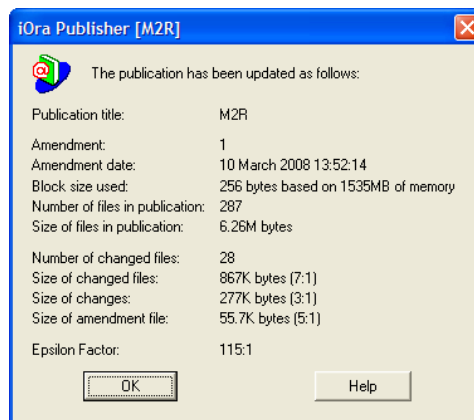 iOra Publisher [M2R]
The publication has been updated as follows:
Publication title: M2R
Amendment: 1
Amendment date: 10 March 2008 13:52:14
Block size used: 256 bytes based on 1535MB of memory
Number of files in publication: 287
Size of files in publication: 6.26M bytes
Number of changed files: 28
Size of changed files: 867K bytes (7:1)
Size of changes: 277K bytes (3:1)
Size of amendment file: 55.7K bytes (5:1)
Epsilon Factor: 115:1
OK Help